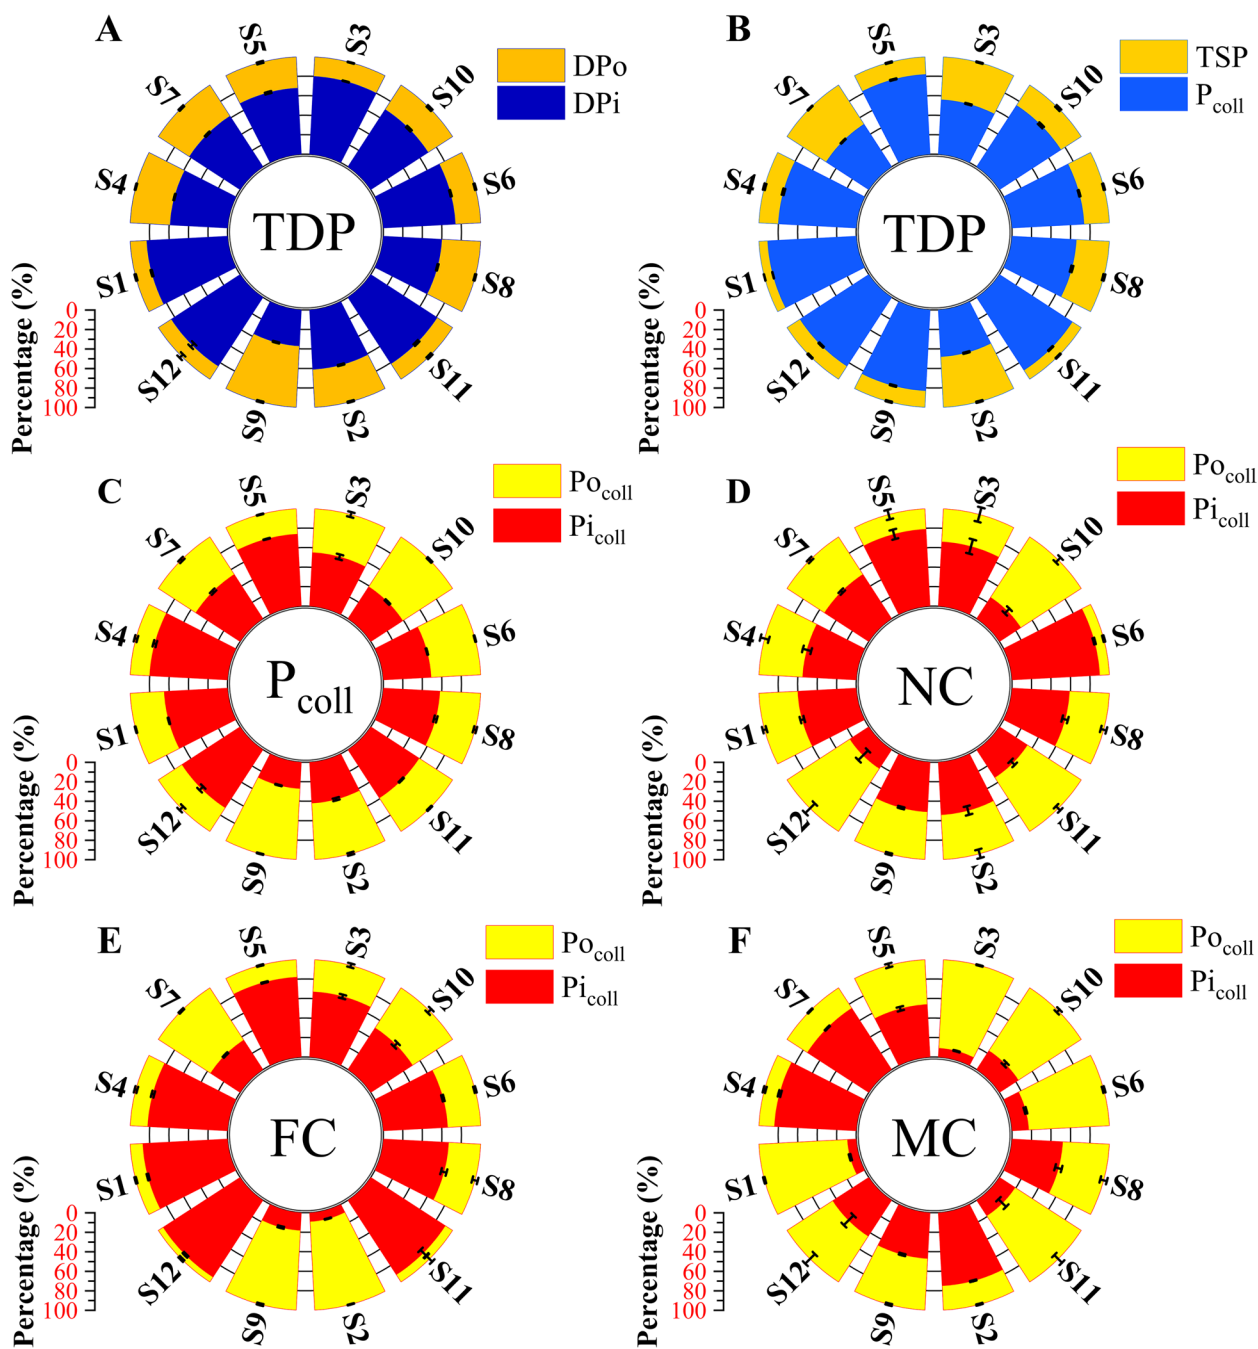 A
S5
S3
S7
S10
S4
S6
S1
S8
S12
S11
S9
S2
TDP
DPo
DPi
Percentage (%)
0
20
40
60
80
100
B
S5
S3
S7
S10
S4
S6
S1
S8
S12
S11
S9
S2
TDP
TSP
Pcoll
Percentage (%)
0
20
40
60
80
100
C
S5
S3
S7
S10
S4
S6
S1
S8
S12
S11
S9
S2
Pcoll
Pocoll
Picoll
Percentage (%)
0
20
40
60
80
100
D
S5
S3
S7
S10
S4
S6
S1
S8
S12
S11
S9
S2
NC
Pocoll
Picoll
Percentage (%)
0
20
40
60
80
100
E
S5
S3
S7
S10
S4
S6
S1
S8
S12
S11
S9
S2
FC
Pocoll
Picoll
Percentage (%)
0
20
40
60
80
100
F
S5
S3
S7
S10
S4
S6
S1
S8
S12
S11
S9
S2
MC
Pocoll
Picoll
Percentage (%)
0
20
40
60
80
100